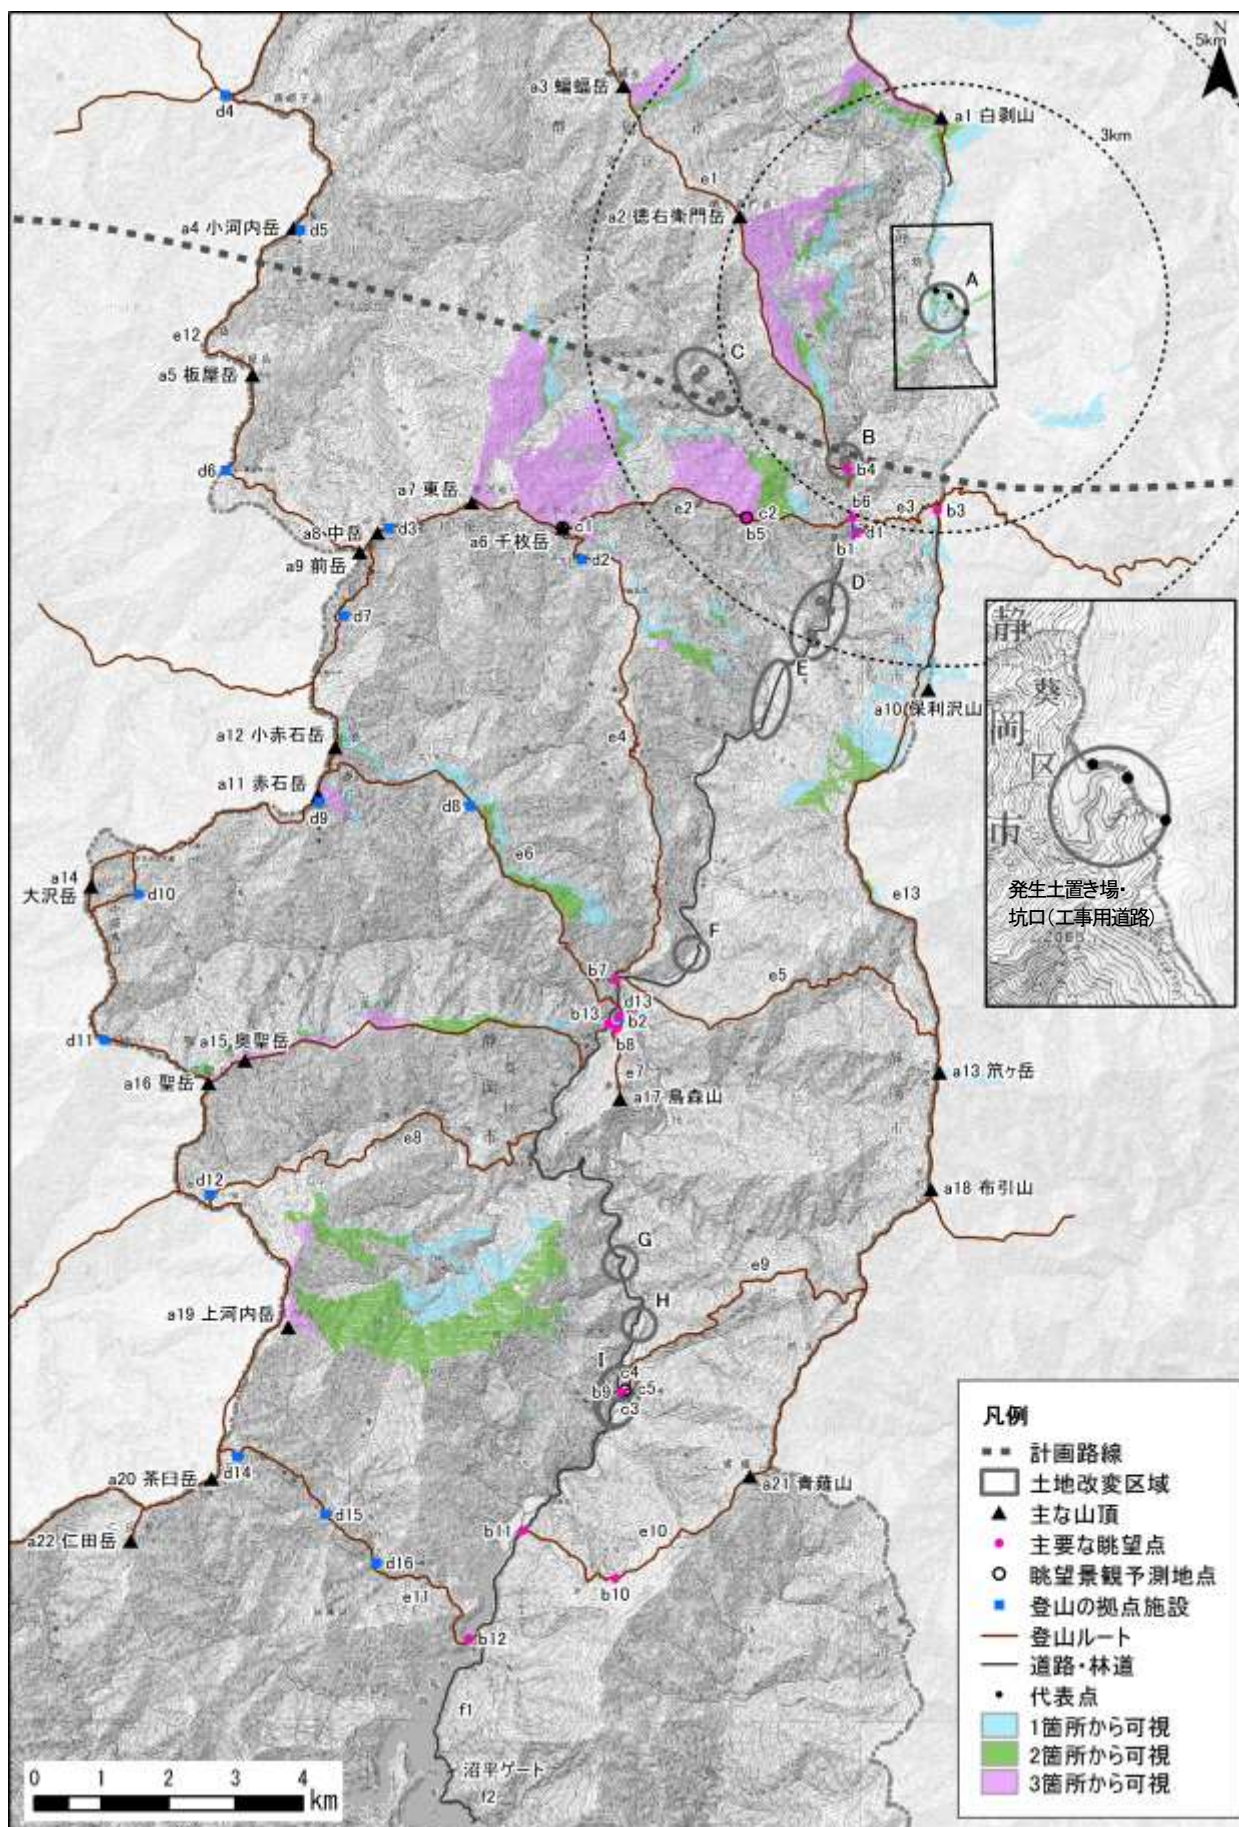 N
5km
3km
d4
a3 蝙蝠岳
a1 白剥山
e1
a2 徳右衛門岳
a4 小河内岳
d5
A
e12
C
a5 板屋岳
B
b4
d6
a7 東岳
b6
e3
b3
e2
c2
b5
d1
b1
a8 中岳
d3
c1
a6 千枚岳
a9 前岳
d2
D
d7
E
a10 保利沢山
静
葵
岡
区
市
a12 小赤石岳
e4
a11 赤石岳
d9
d8
e6
a14
大沢岳
d10
e13
発生土置き場・
坑口(工事用道路)
F
b7
e5
d13
b13
b2
b8
d11
a15 奥聖岳
a16 聖岳
e7
a17 鳥森山
a13 笊ヶ岳
e8
d12
a18 布引山
G
e9
H
a19 上河内岳
I
c4
b9
c5
c3
a20 茶臼岳
d14
a21 青薙山
d15
a22 仁田岳
b11
e10
d16
e11
b10
b12
f1
沼平ゲート
f2
凡例
計画路線
土地改変区域
主な山頂
主要な眺望点
眺望景観予測地点
登山の拠点施設
登山ルート
道路・林道
代表点
1箇所から可視
2箇所から可視
3箇所から可視
0 1 2 3 4
km